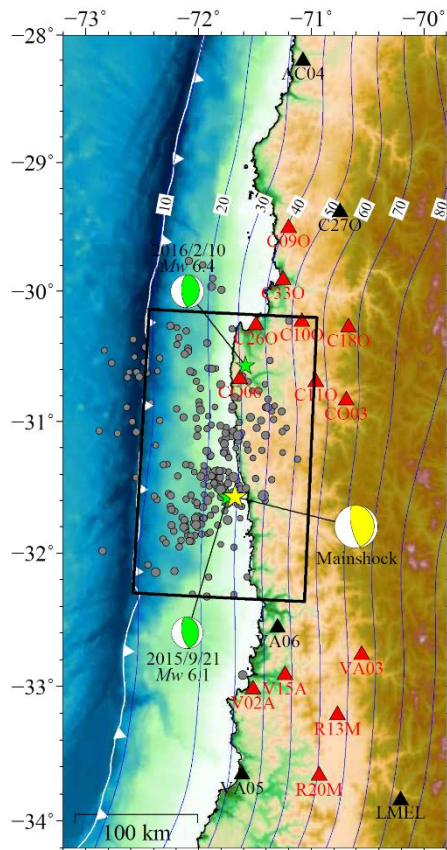 −73° −72° −71° −70°
−28°
AC04
−29°
10 20 30 40 50 60 70 80
C27O
C09O
2016/2/10
Mw 6.4
C33O
−30°
C26O C10O C18O
CO06 C11O CO03
−31°
−32°
Mainshock
2015/9/21
Mw 6.1
VA06
VA03
−33°
V02A V15A
R13M
VA05 R20M
LMEL
−34°
100 km